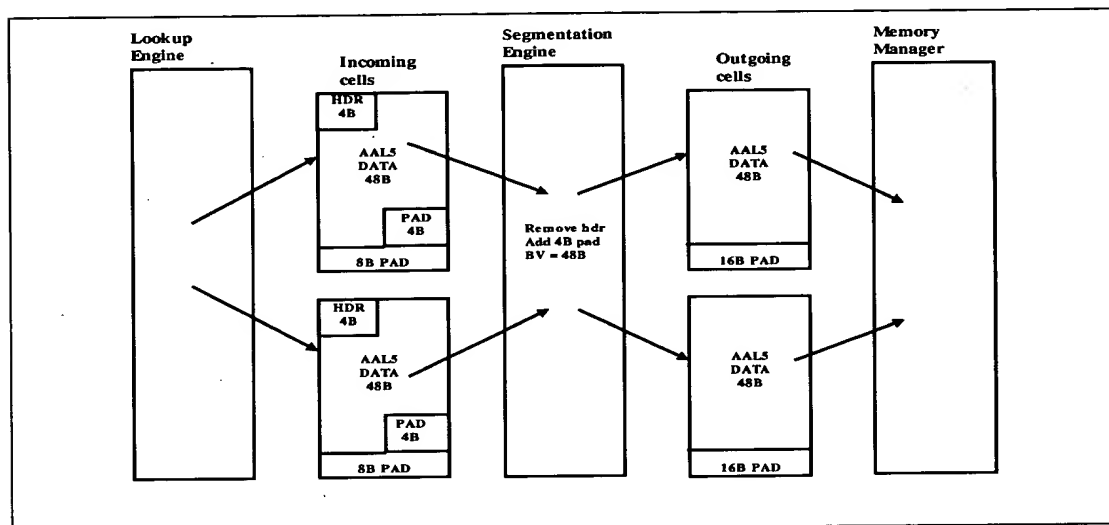 Lookup
Engine
Incoming
cells
Segmentation
Engine
Outgoing
cells
Memory
Manager
HDR
4B
AAL5
DATA
48B
PAD
4B
8B PAD
HDR
4B
AAL5
DATA
48B
PAD
4B
8B PAD
Remove hdr
Add 4B pad
BV = 48B
AAL5
DATA
48B
16B PAD
AAL5
DATA
48B
16B PAD